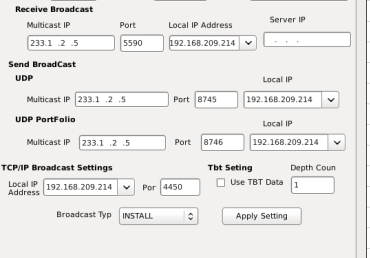 Receive Broadcast
Multicast IP Port Local IP Address Server IP
233.1 .2 .5 5590 192.168.209.214 . . .
Send BroadCast
UDP Local IP
Multicast IP 233.1 .2 .5 Port 8745 192.168.209.214
UDP PortFolio Local IP
Multicast IP 233.1 .2 .5 Port 8746 192.168.209.214
TCP/IP Broadcast Settings Tbt Seting Depth Coun
Local IP Address 192.168.209.214 Por 4450 Use TBT Data 1
Broadcast Typ INSTALL Apply Setting